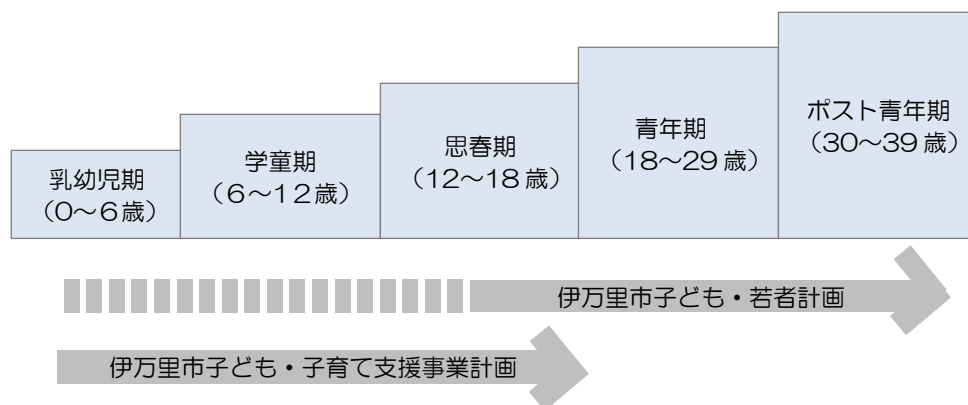 乳幼児期
（0～6歳）
学童期
（6～12歳）
思春期
（12～18歳）
青年期
（18～29歳）
ポスト青年期
（30～39歳）
伊万里市子ども・若者計画
伊万里市子ども・子育て支援事業計画